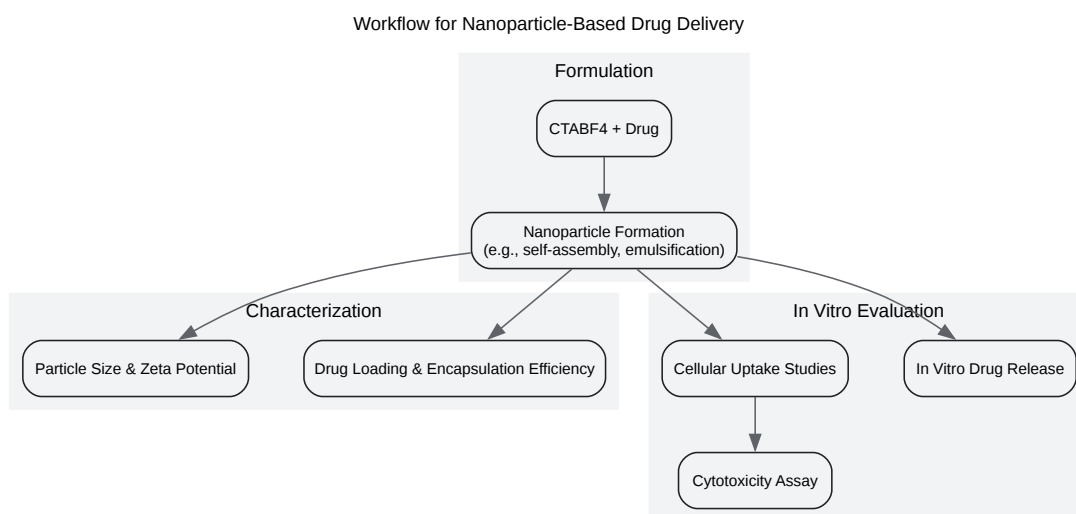 Workflow for Nanoparticle-Based Drug Delivery
Formulation
CTABF4 + Drug
Nanoparticle Formation
(e.g., self-assembly, emulsification)
Characterization
In Vitro Evaluation
Particle Size & Zeta Potential
Drug Loading & Encapsulation Efficiency
Cellular Uptake Studies
In Vitro Drug Release
Cytotoxicity Assay